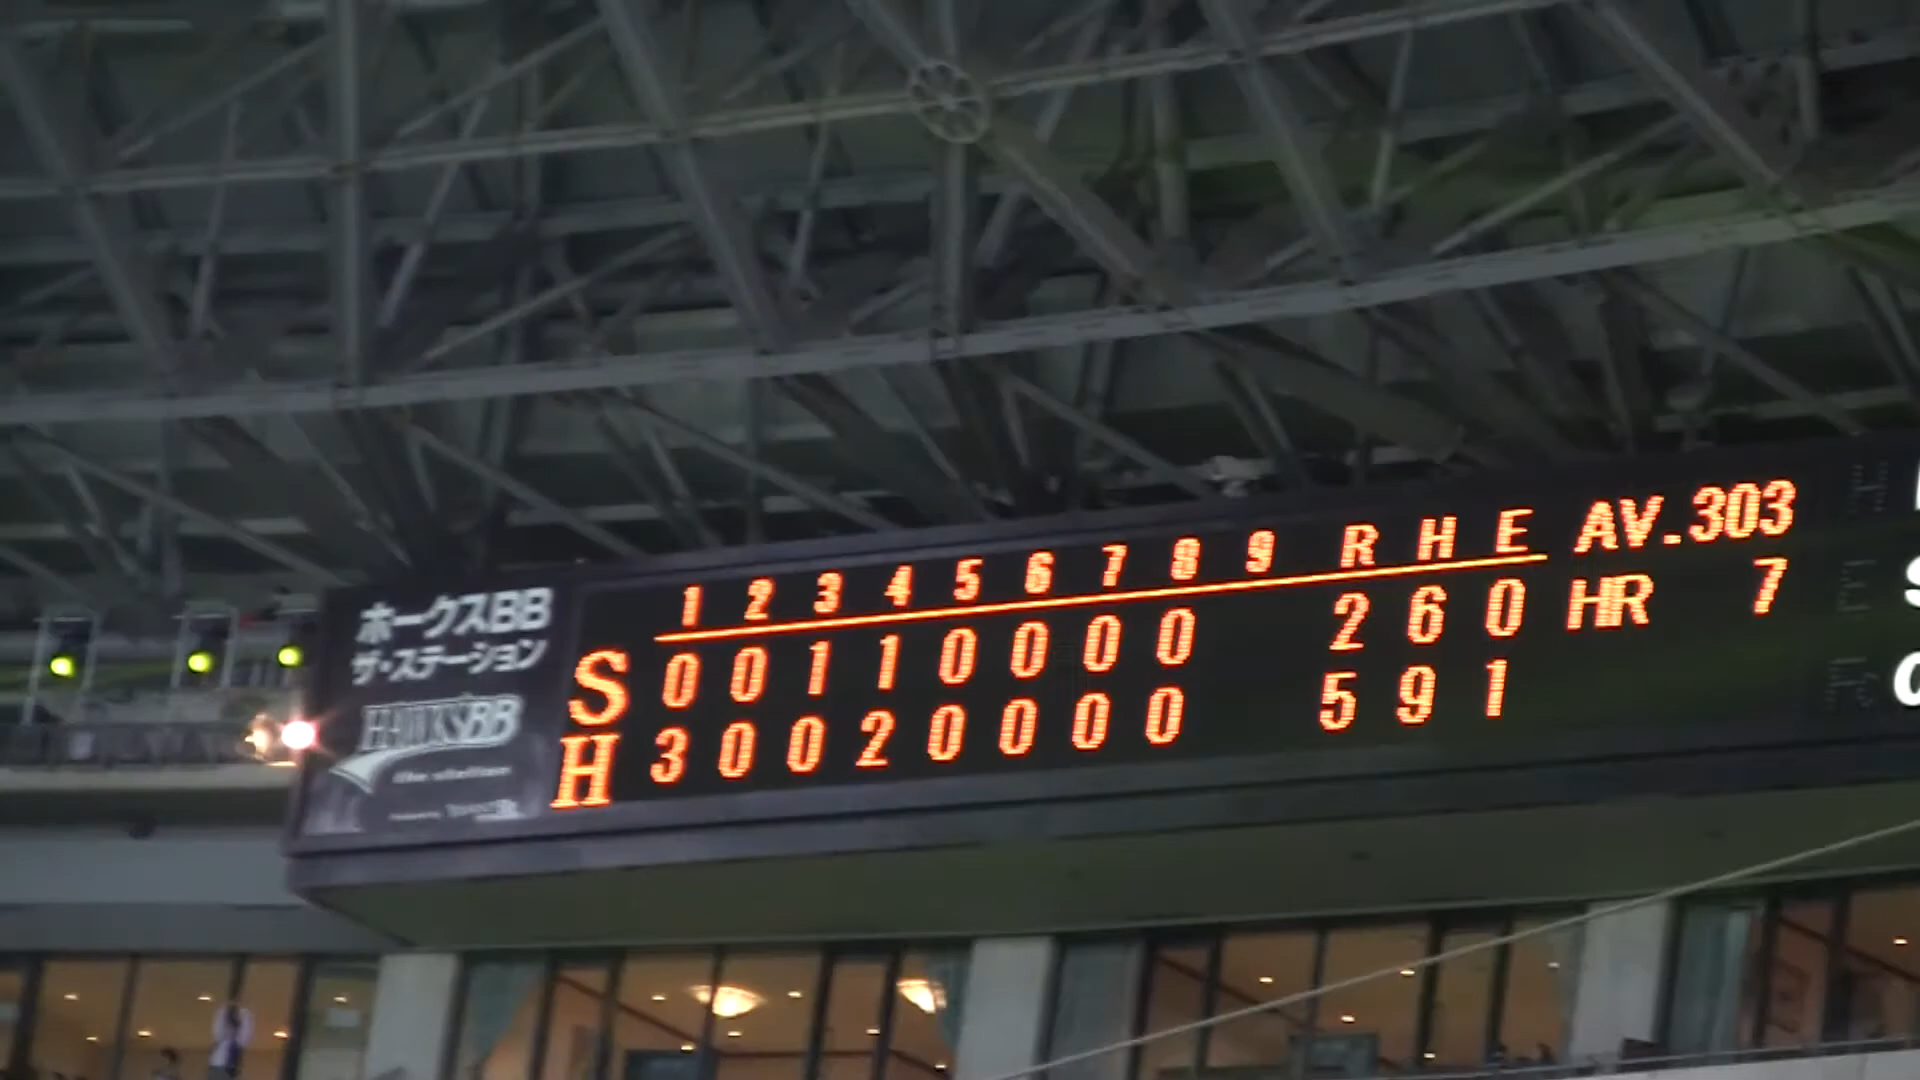 ホークスBB
ザ・ステーション
HAWKSBB
the station
1 2 3 4 5 6 7 8 9 R H E AV.303
S 0 0 1 1 0 0 0 0 2 6 0 HR 7
H 3 0 0 2 0 0 0 0 5 9 1